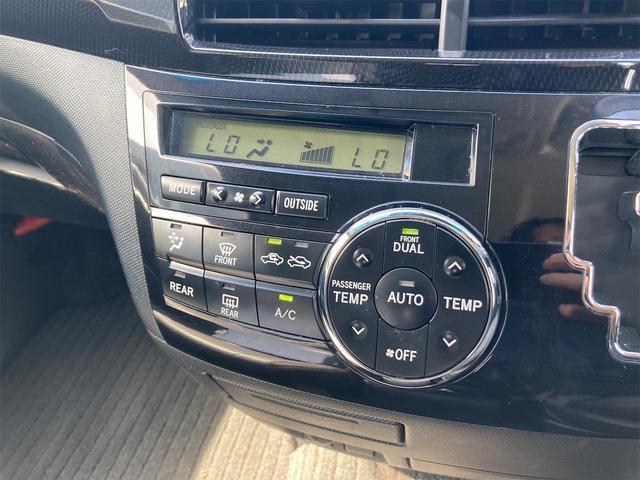 LO LO
MODE OUTSIDE
FRONT
REAR
REAR
A/C
FRONT
DUAL
PASSENGER
TEMP
AUTO
TEMP
OFF